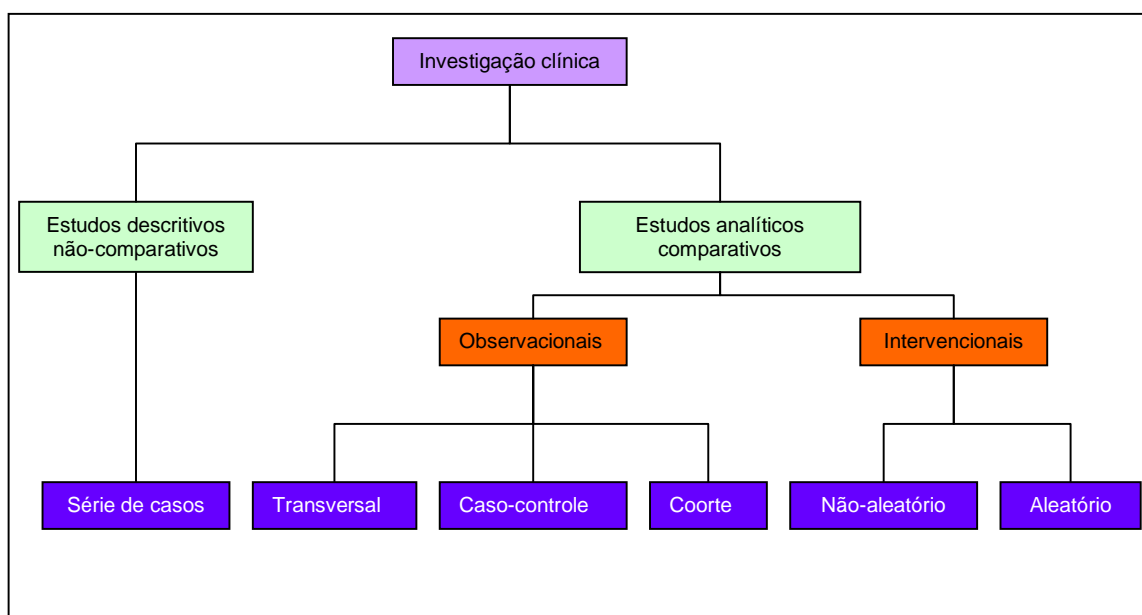 Investigação clínica
Estudos descritivos
não-comparativos
Estudos analíticos
comparativos
Observacionais
Intervencionais
Série de casos
Transversal
Caso-controle
Coorte
Não-aleatório
Aleatório